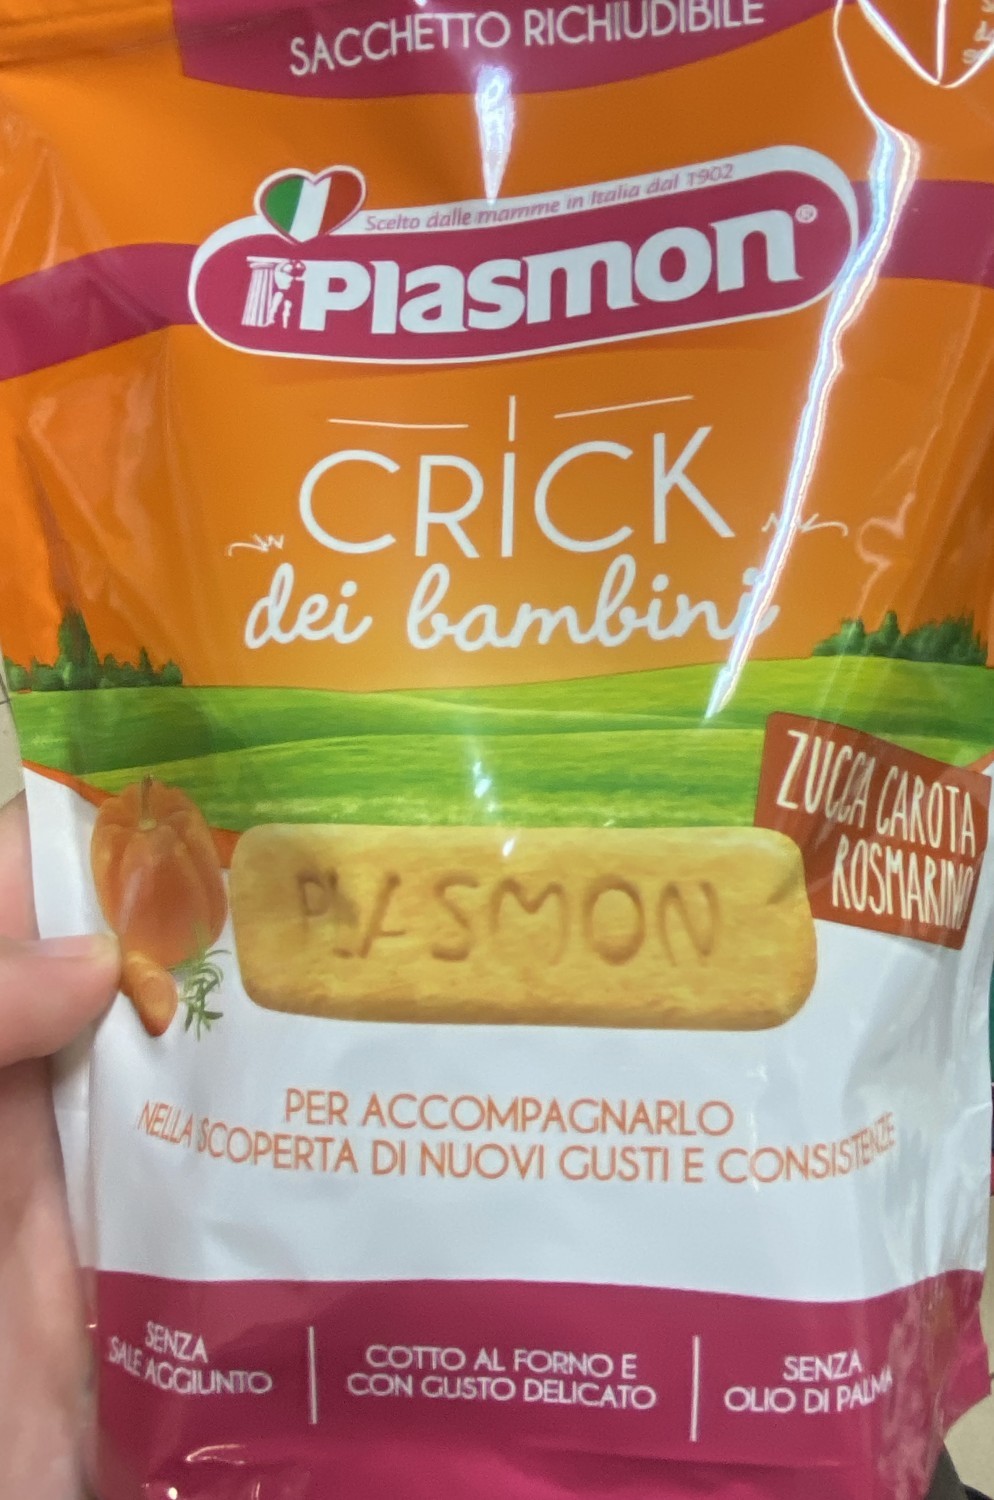 SACCHETTO RICHIUDIBILE
Scelto dalle mamme in Italia dal 1902
Plasmon®
I
CRICK
dei bambini
ZUCCA CAROTA
ROSMARINO
PLASMON
PER ACCOMPAGNARLO
NELLA SCOPERTA DI NUOVI GUSTI E CONSISTENZE
SENZA
SALE AGGIUNTO
COTTO AL FORNO E
CON GUSTO DELICATO
SENZA
OLIO DI PALMA